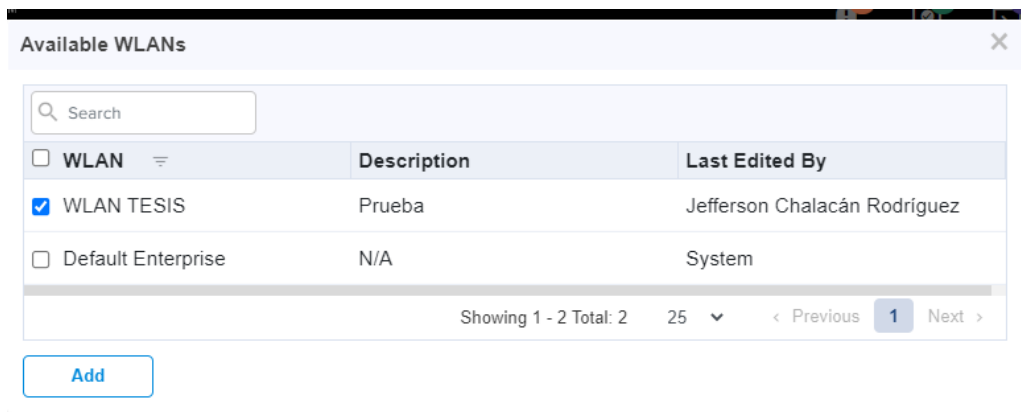 Available WLANs
Search
WLAN Description Last Edited By
WLAN TESIS Prueba Jefferson Chalacán Rodríguez
Default Enterprise N/A System
Showing 1 - 2 Total: 2 25 < Previous 1 Next >
Add